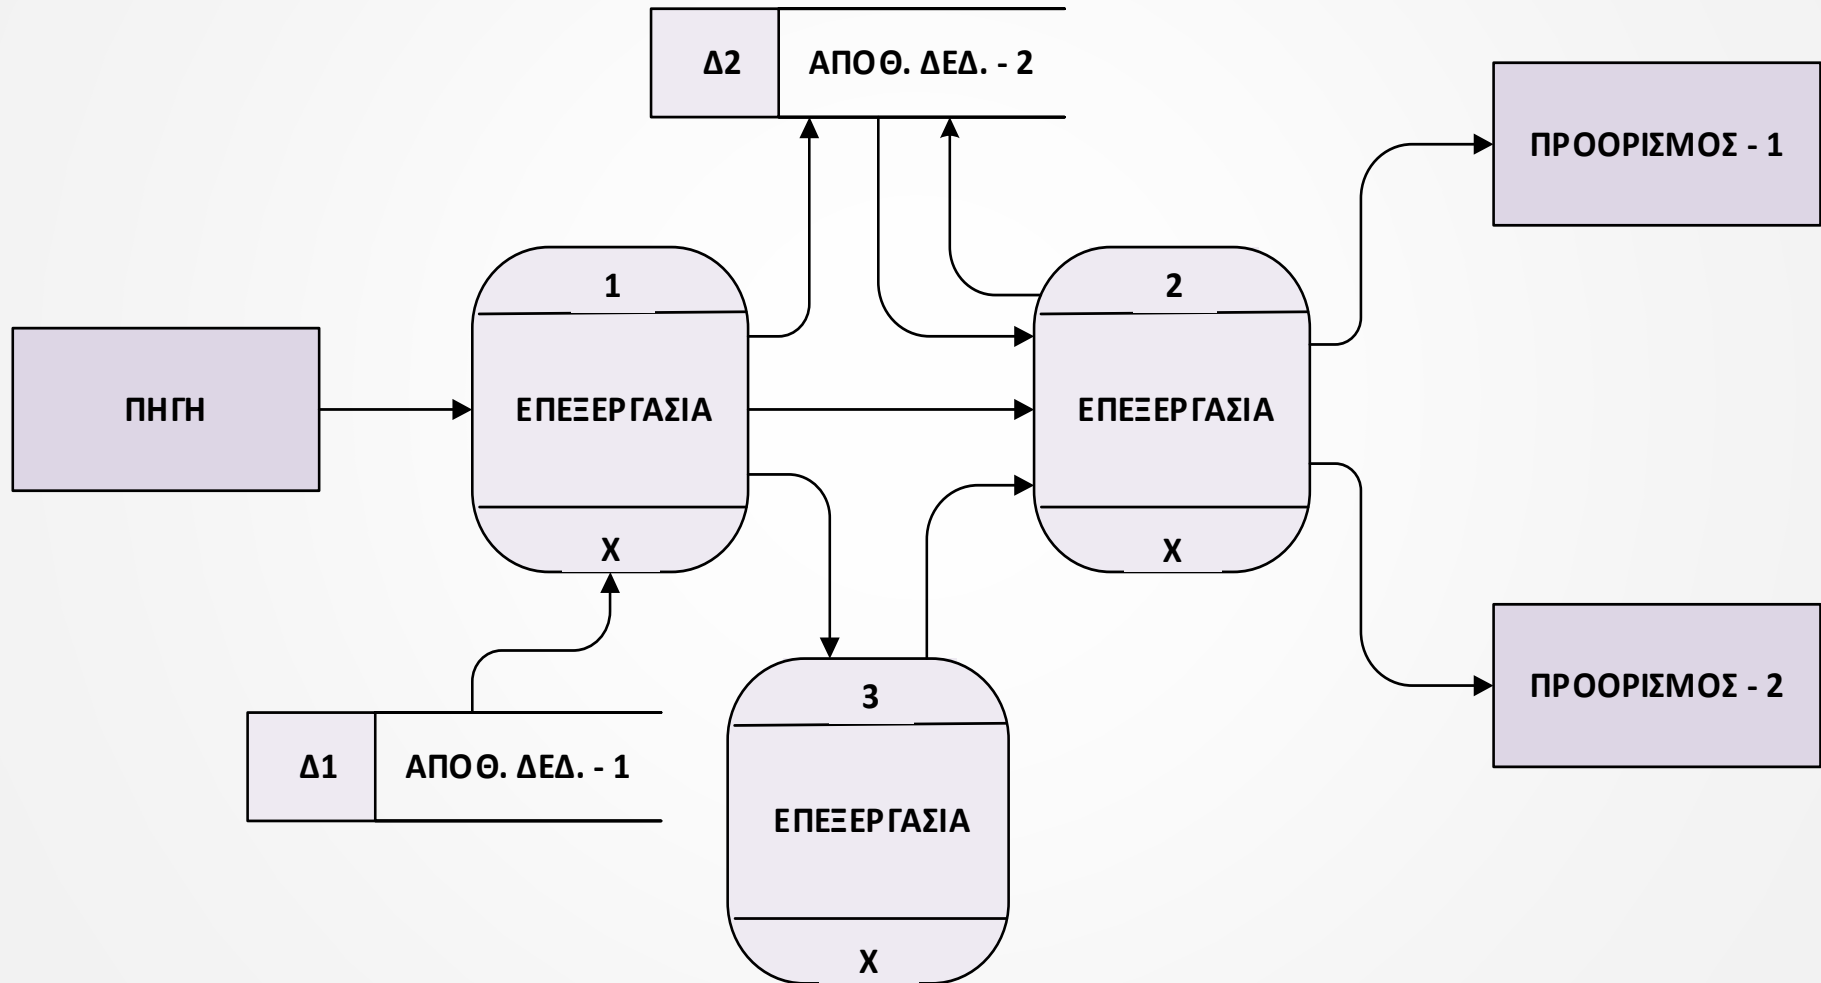 Δ2
ΑΠΟΘ. ΔΕΔ. - 2
ΠΡΟΟΡΙΣΜΟΣ - 1
1
2
ΠΗΓΗ
ΕΠΕΞΕΡΓΑΣΙΑ
ΕΠΕΞΕΡΓΑΣΙΑ
Χ
Χ
3
ΠΡΟΟΡΙΣΜΟΣ - 2
Δ1
ΑΠΟΘ. ΔΕΔ. - 1
ΕΠΕΞΕΡΓΑΣΙΑ
Χ